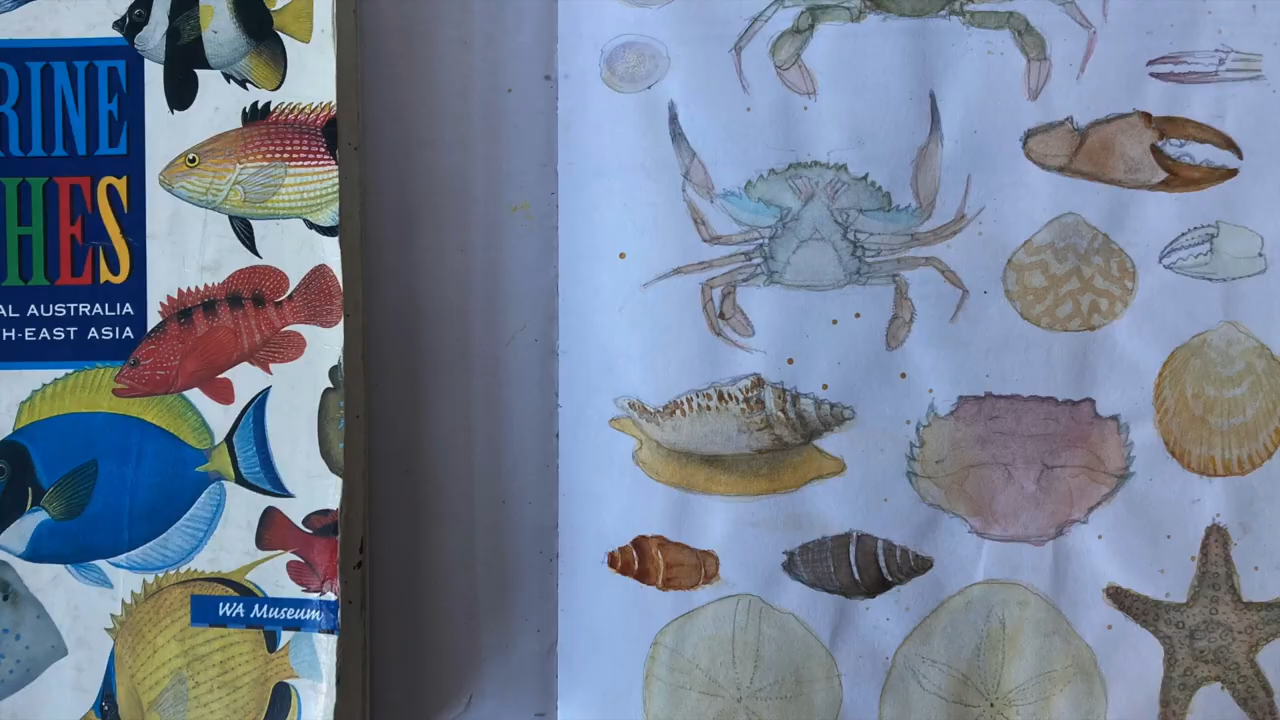 RINE
HES
AL AUSTRALIA
H-EAST ASIA
WA Museum